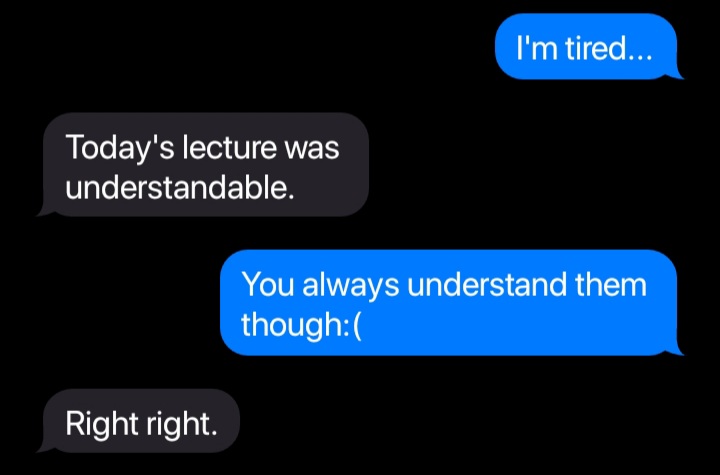 I'm tired...
Today's lecture was
understandable.
You always understand them
though:(
Right right.